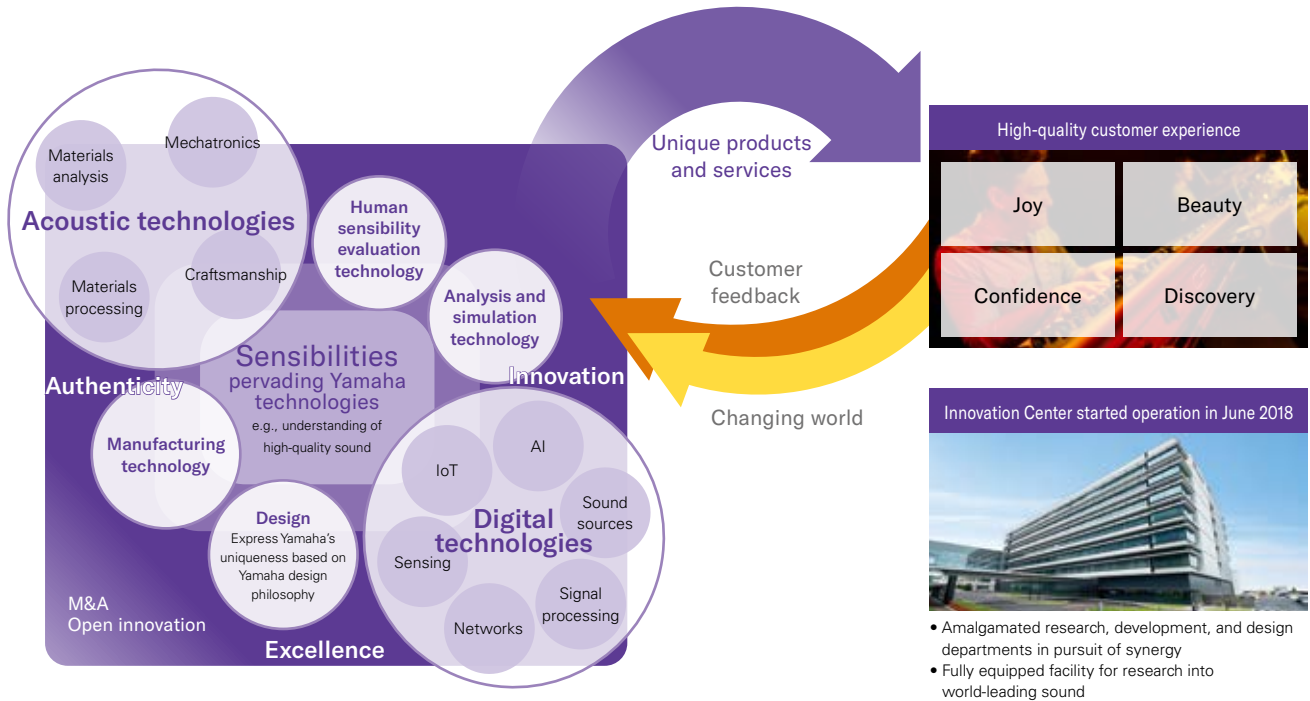 Materials
analysis
Mechatronics
Acoustic technologies
Materials
processing
Craftsmanship
Human
sensibility
evaluation
technology
Analysis and
simulation
technology
Sensibilities
pervading Yamaha
technologies
e.g., understanding of
high-quality sound
Authenticity
Innovation
Manufacturing
technology
Design
Express Yamaha's
uniqueness based on
Yamaha design
philosophy
IoT
AI
Sound
sources
Digital
technologies
Sensing
Signal
processing
Networks
M&A
Open innovation
Excellence
Unique products
and services
Customer
feedback
Changing world
High-quality customer experience
Joy
Beauty
Confidence
Discovery
Innovation Center started operation in June 2018
• Amalgamated research, development, and design
departments in pursuit of synergy
• Fully equipped facility for research into
world-leading sound